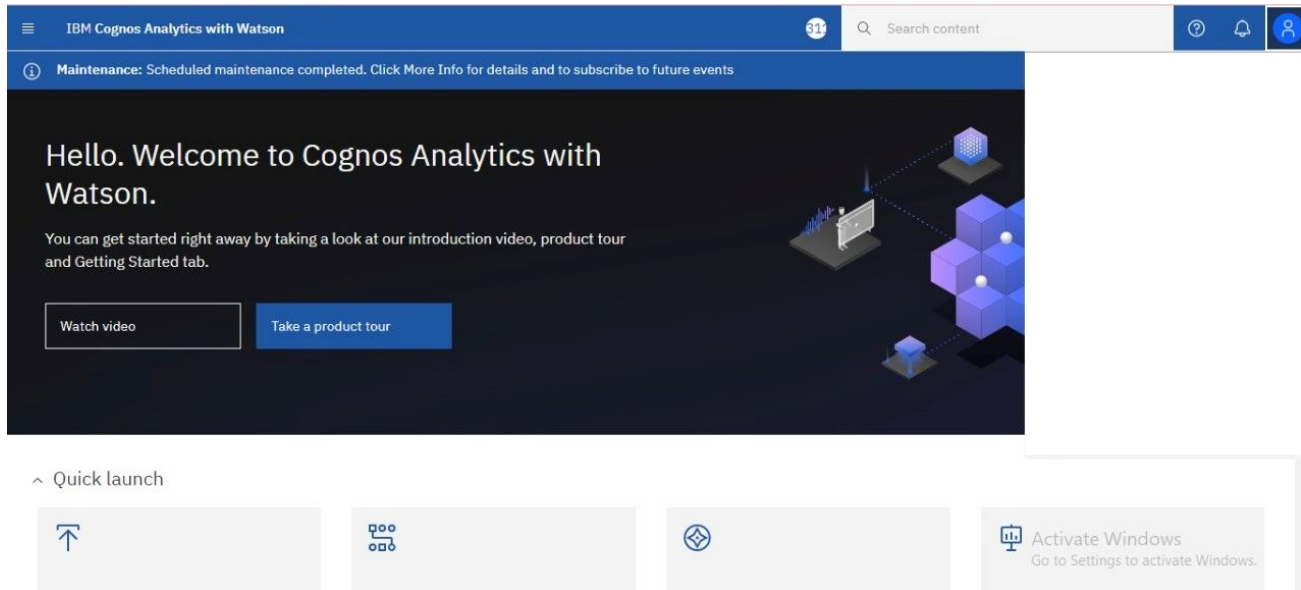 IBM Cognos Analytics with Watson
Search content
Maintenance: Scheduled maintenance completed. Click More Info for details and to subscribe to future events
Hello. Welcome to Cognos Analytics with
Watson.
You can get started right away by taking a look at our introduction video, product tour
and Getting Started tab.
Watch video
Take a product tour
Quick launch
Activate Windows
Go to Settings to activate Windows.